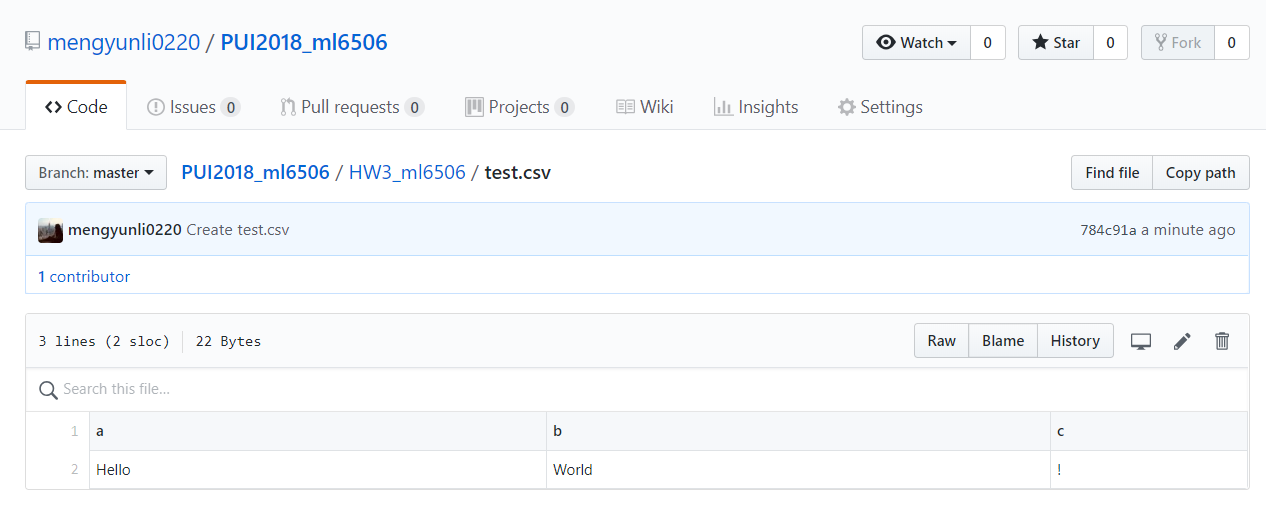 mengyunli0220 / PUI2018_ml6506 Watch 0 Star 0 Fork 0
Code Issues 0 Pull requests 0 Projects 0 Wiki Insights Settings
Branch: master PUI2018_ml6506 / HW3_ml6506 / test.csv Find file Copy path
mengyunli0220 Create test.csv 784c91a a minute ago
1 contributor
3 lines (2 sloc) 22 Bytes Raw Blame History
Search this file...
1 a b c
2 Hello World !